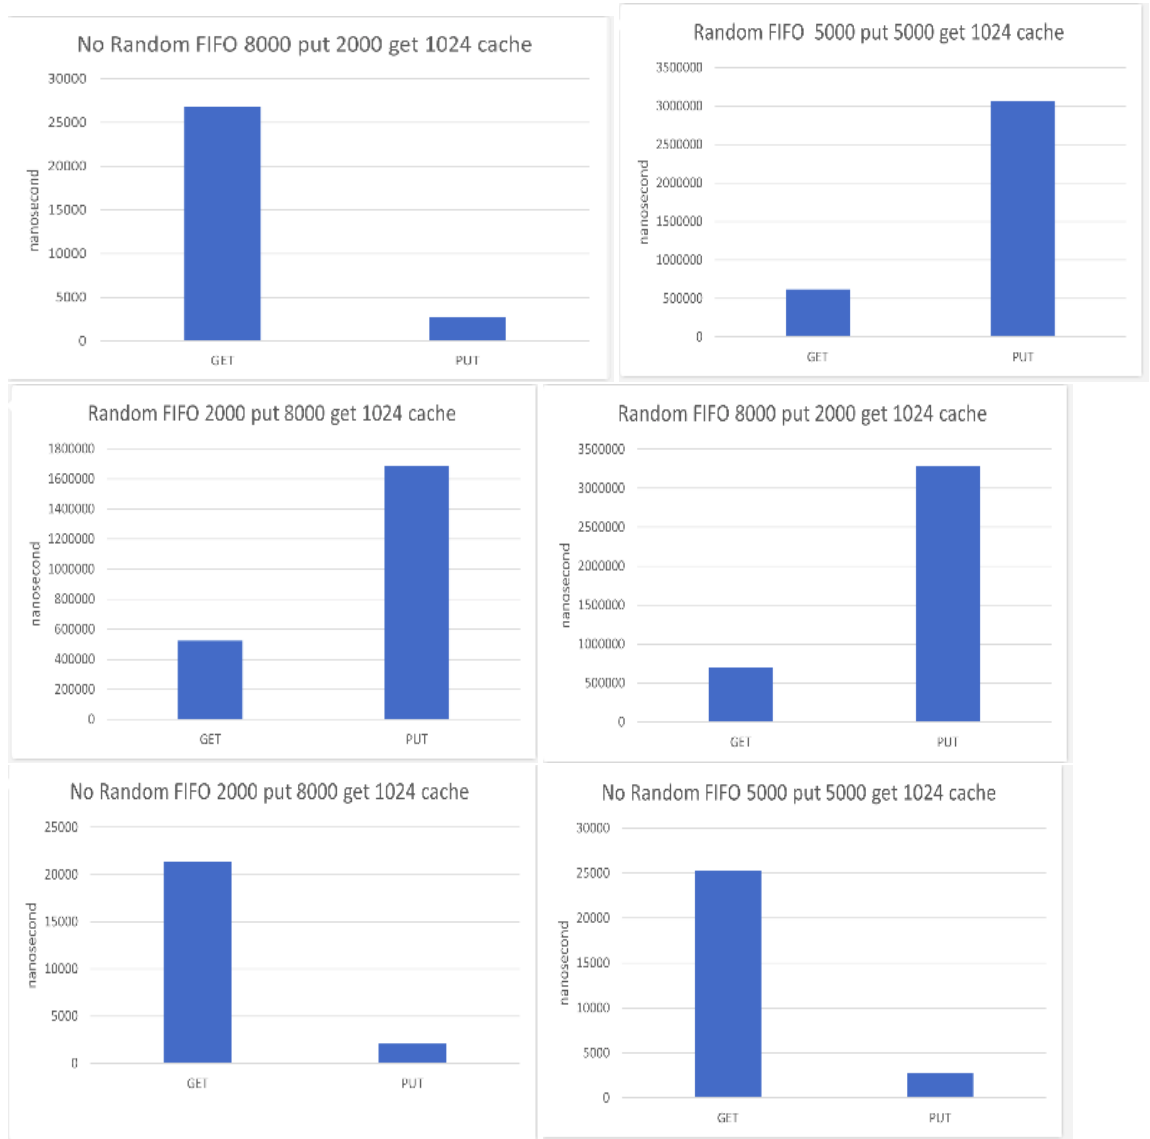 No Random FIFO 8000 put 2000 get 1024 cache
30000
25000
20000
15000
10000
5000
0
nanosecond
GET PUT
Random FIFO 5000 put 5000 get 1024 cache
3500000
3000000
2500000
2000000
1500000
1000000
500000
0
nanosecond
GET PUT
Random FIFO 2000 put 8000 get 1024 cache
1800000
1600000
1400000
1200000
1000000
800000
600000
400000
200000
0
nanosecond
GET PUT
Random FIFO 8000 put 2000 get 1024 cache
3500000
3000000
2500000
2000000
1500000
1000000
500000
0
nanosecond
GET PUT
No Random FIFO 2000 put 8000 get 1024 cache
25000
20000
15000
10000
5000
0
nanosecond
GET PUT
No Random FIFO 5000 put 5000 get 1024 cache
30000
25000
20000
15000
10000
5000
0
nanosecond
GET PUT